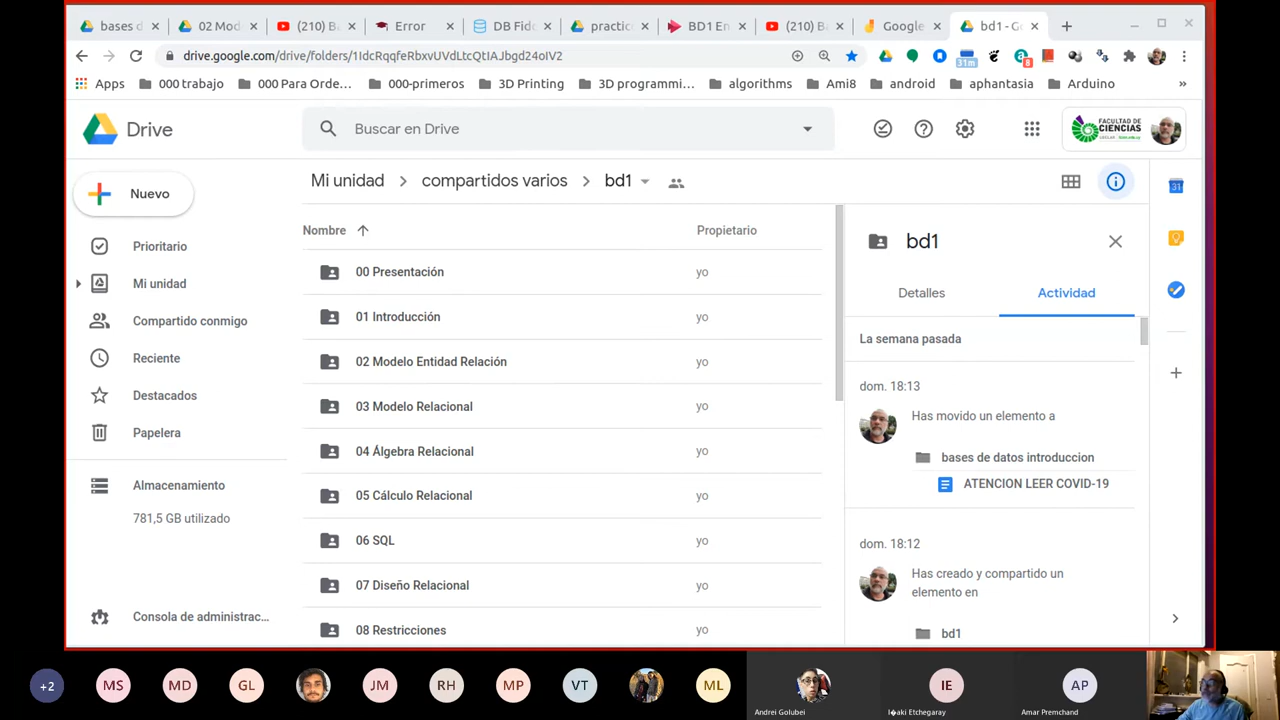 bases d
02 Mod
(210) B
Error
DB Fid
practic
BD1 En
(210) Ba
Google
bd1 - G
drive.google.com/drive/folders/1IdcRqqfeRbxvUVdLtcQtIAJbgd24oIV2
31m
8
Apps
000 trabajo
000 Para Orde...
000-primeros
3D Printing
3D programmi...
algorithms
Ami8
android
aphantasia
Arduino
»
Drive
Buscar en Drive
FACULTAD DE
CIENCIAS
Nuevo
Mi unidad
compartidos varios
bd1
Prioritario
Mi unidad
Compartido conmigo
Reciente
Destacados
Papelera
Almacenamiento
781,5 GB utilizado
Consola de administrac...
Nombre
Propietario
00 Presentación yo
01 Introducción yo
02 Modelo Entidad Relación yo
03 Modelo Relacional yo
04 Álgebra Relacional yo
05 Cálculo Relacional yo
06 SQL yo
07 Diseño Relacional yo
08 Restricciones yo
bd1
Detalles
Actividad
La semana pasada
dom. 18:13
Has movido un elemento a
bases de datos introduccion
ATENCION LEER COVID-19
dom. 18:12
Has creado y compartido un
elemento en
bd1
31
+2
MS
MD
GL
JM
RH
MP
VT
ML
Andrei Golubei
IE
I�aki Etchegaray
AP
Amar Premchand